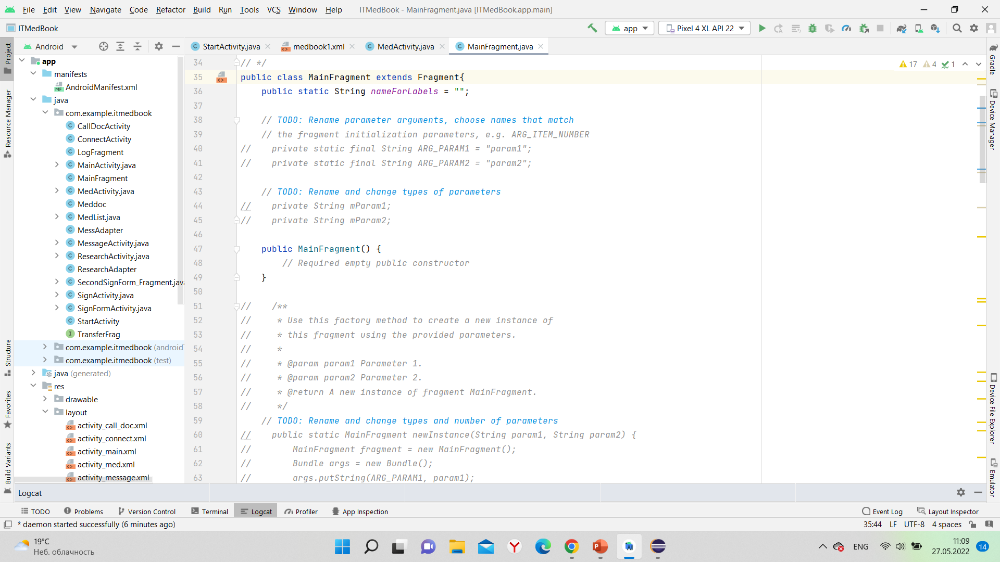 File Edit View Navigate Code Refactor Build Run Tools VCS Window Help ITMedBook - MainFragment.java [ITMedBook.app.main]
ITMedBook app Pixel 4 XL API 22
Android StartActivity.java medbook1.xml MedActivity.java MainFragment.java
Project
Resource Manager
Structure
Favorites
Build Variants
app
manifests
AndroidManifest.xml
java
com.example.itmedbook
CallDocActivity
ConnectActivity
LogFragment
MainActivity.java
MainFragment
MedActivity.java
Meddoc
MedList.java
MessAdapter
MessageActivity.java
ResearchActivity.java
ResearchAdapter
SecondSignForm_Fragment.java
SignActivity.java
SignFormActivity.java
StartActivity
TransferFrag
com.example.itmedbook (android
com.example.itmedbook (test)
java (generated)
res
drawable
layout
activity_call_doc.xml
activity_connect.xml
activity_main.xml
activity_med.xml
activity_message.xml
17 4 1
34 // */
35 public class MainFragment extends Fragment{
36 public static String nameForLabels = "";
37
38 // TODO: Rename parameter arguments, choose names that match
39 // the fragment initialization parameters, e.g. ARG_ITEM_NUMBER
40 // private static final String ARG_PARAM1 = "param1";
41 // private static final String ARG_PARAM2 = "param2";
42
43 // TODO: Rename and change types of parameters
44 // private String mParam1;
45 // private String mParam2;
46
47 public MainFragment() {
48 // Required empty public constructor
49 }
50
51 // /**
52 // * Use this factory method to create a new instance of
53 // * this fragment using the provided parameters.
54 // *
55 // * @param param1 Parameter 1.
56 // * @param param2 Parameter 2.
57 // * @return A new instance of fragment MainFragment.
58 // */
59 // TODO: Rename and change types and number of parameters
60 // public static MainFragment newInstance(String param1, String param2) {
61 // MainFragment fragment = new MainFragment();
62 // Bundle args = new Bundle();
63 // args.putString(ARG_PARAM1, param1);
Gradle
Device Manager
Device File Explorer
Emulator
Logcat
TODO Problems Version Control Terminal Logcat Profiler App Inspection Event Log Layout Inspector
* daemon started successfully (6 minutes ago) 35:44 LF UTF-8 4 spaces
19°C
Неб. облачность
ENG
11:09
27.05.2022
14